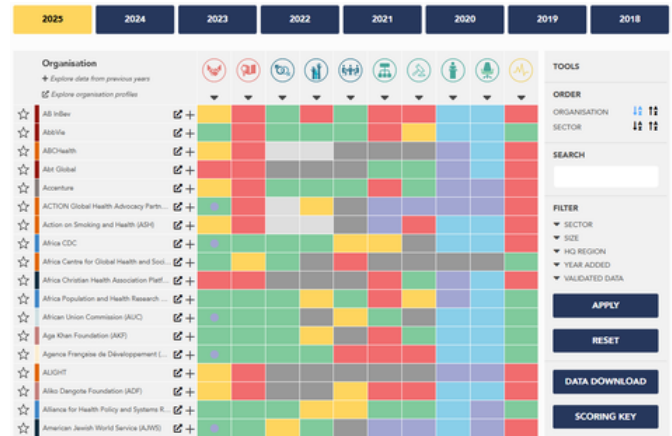 2025
2024
2023
2022
2021
2020
2019
2018
Organisation
+ Explore data from previous years
Explore organisation profiles
AB InBev
AbbVie
ABCHealth
Abt Global
Accenture
ACTION Global Health Advocacy Partn...
Action on Smoking and Health (ASH)
Africa CDC
Africa Centre for Global Health and Soci...
Africa Christian Health Association Platf...
Africa Population and Health Research ...
African Union Commission (AUC)
Aga Khan Foundation (AKF)
Agence Française de Développement (...
ALIGHT
Aliko Dangote Foundation (ADF)
Alliance for Health Policy and Systems R...
American Jewish World Service (AJWS)
TOOLS
ORDER
ORGANISATION
SECTOR
SEARCH
FILTER
SECTOR
SIZE
HQ REGION
YEAR ADDED
VALIDATED DATA
APPLY
RESET
DATA DOWNLOAD
SCORING KEY